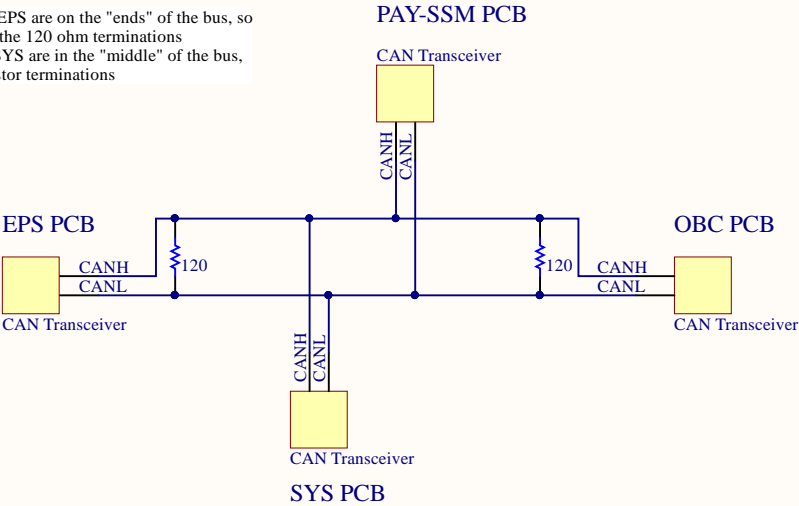 EPS are on the "ends" of the bus, so
the 120 ohm terminations
SYS are in the "middle" of the bus,
tor terminations
PAY-SSM PCB
CAN Transceiver
CANH
CANL
EPS PCB
CANH
CANL
CAN Transceiver
120
120
OBC PCB
CANH
CANL
CAN Transceiver
CANH
CANL
CAN Transceiver
SYS PCB